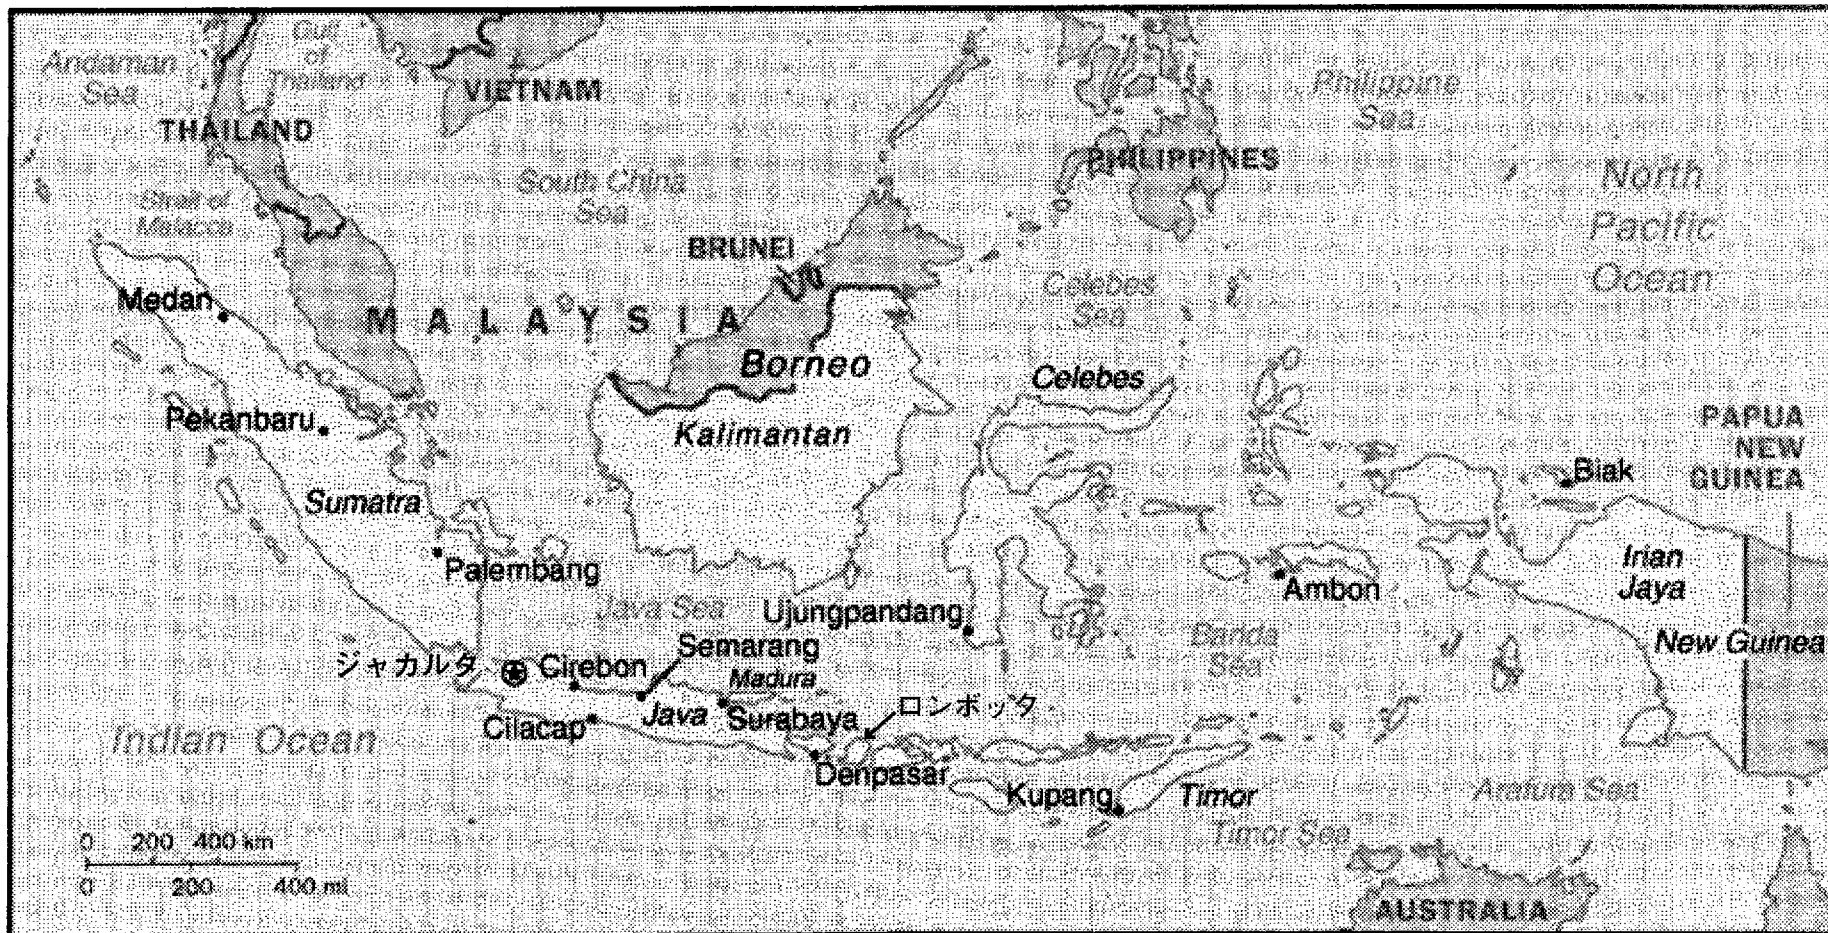 Andaman
Sea
Gulf
of
Thailand
VIETNAM
THAILAND
Philippine
Sea
PHILIPPINES
North
Pacific
Ocean
South China
Sea
Strait of
Malacca
BRUNEI
Celebes
Sea
Medan
MALAYSIA
Borneo
Celebes
Kalimantan
Pekanbaru
PAPUA
NEW
GUINEA
Biak
Sumatra
Palembang
Irian
Jaya
Ambon
Java Sea
Ujungpandang
Banda
Sea
New Guinea
Semarang
ジャカルタ
Cirebon
Madura
ロンボッタ
Java
Surabaya
Cilacap
Indian Ocean
Denpasar
Kupang
Timor
Arafura Sea
Timor Sea
0 200 400 km
0 200 400 mi
AUSTRALIA